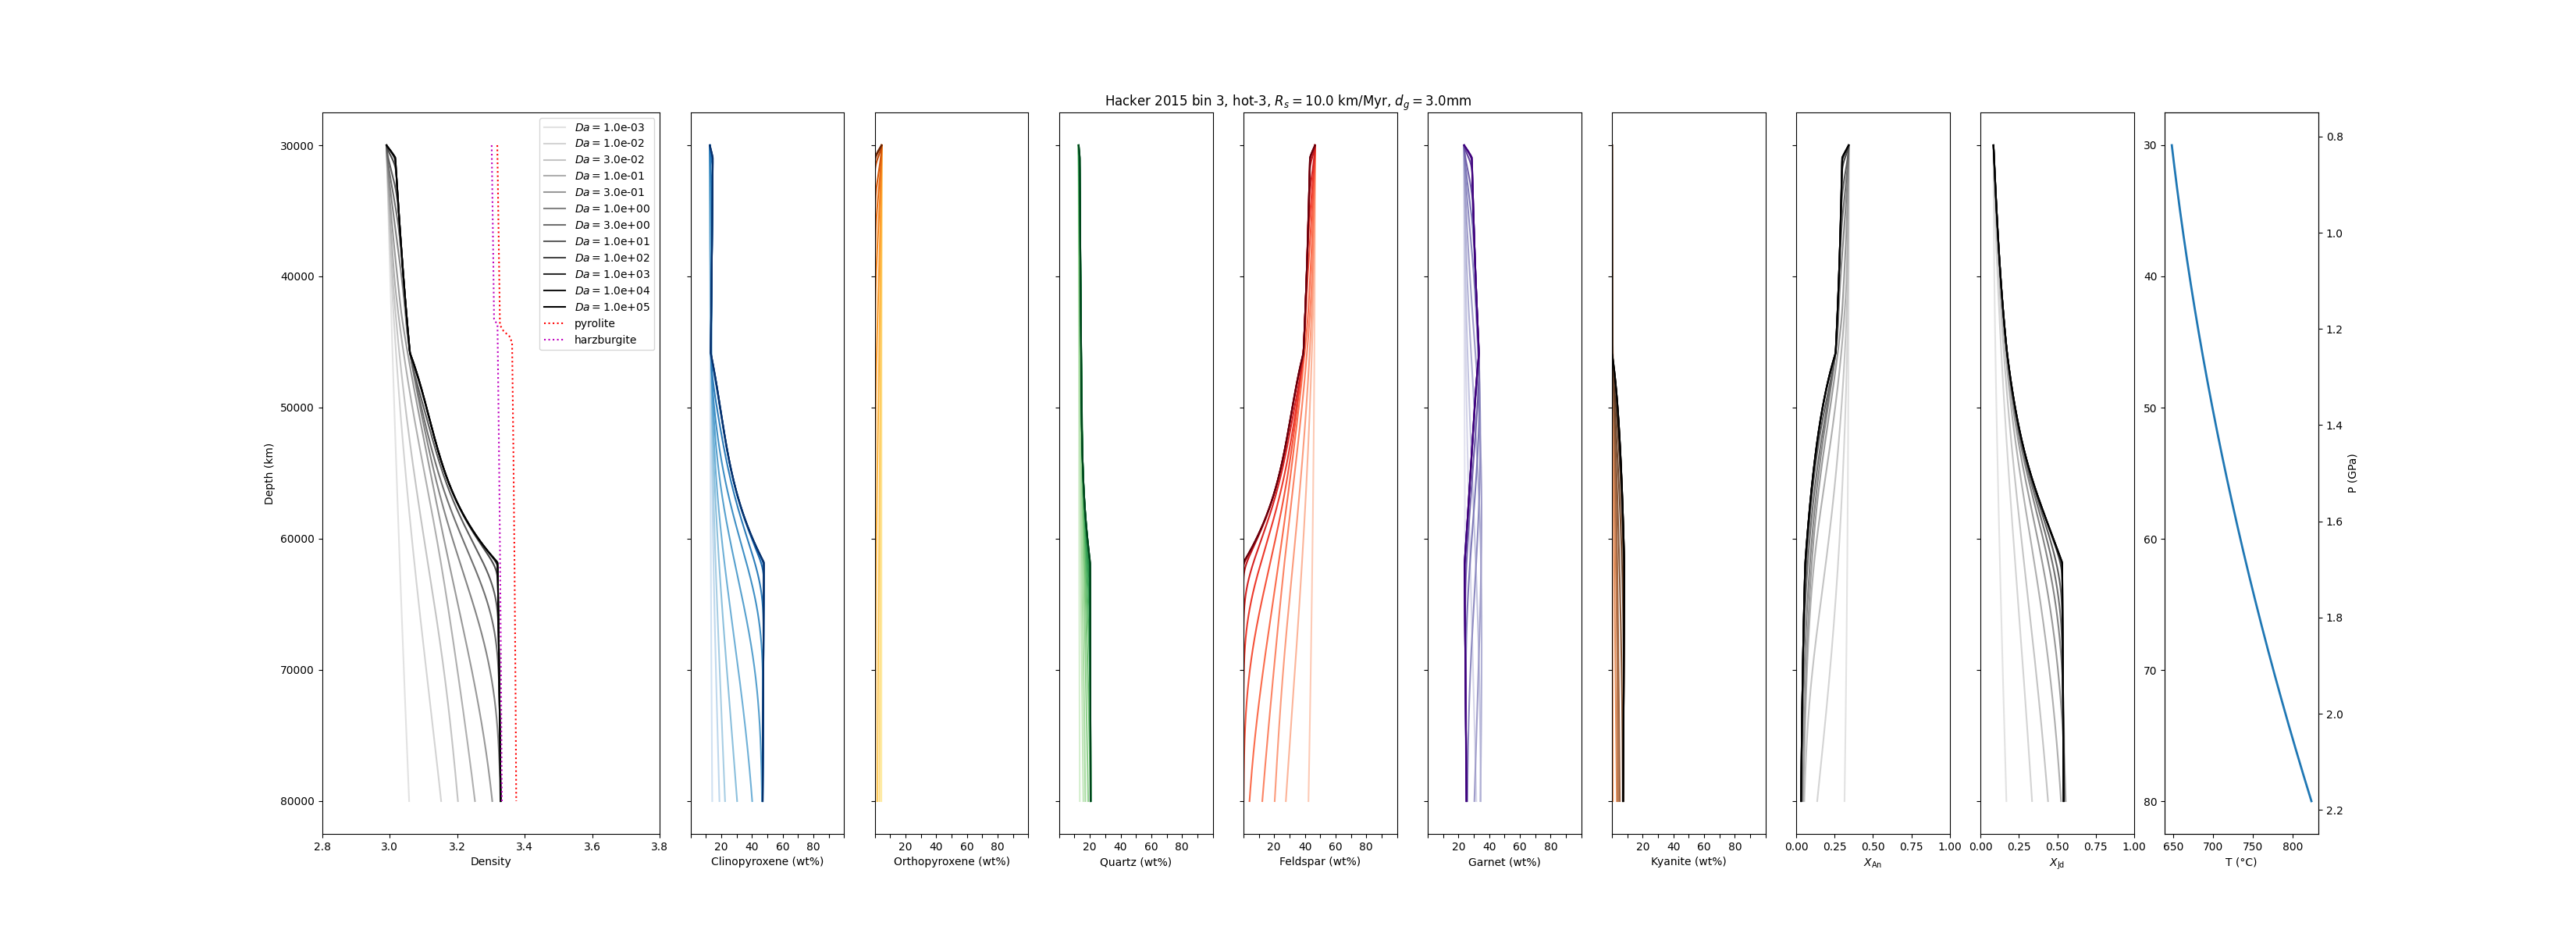 Hacker 2015 bin 3, hot-3, R_s = 10.0 km/Myr, d_g = 3.0mm
Da = 1.0e-03
Da = 1.0e-02
Da = 3.0e-02
Da = 1.0e-01
Da = 3.0e-01
Da = 1.0e+00
Da = 3.0e+00
Da = 1.0e+01
Da = 1.0e+02
Da = 1.0e+03
Da = 1.0e+04
Da = 1.0e+05
pyrolite
harzburgite
Depth (km)
30000
40000
50000
60000
70000
80000
2.8 3.0 3.2 3.4 3.6 3.8
Density
20 40 60 80
Clinopyroxene (wt%)
20 40 60 80
Orthopyroxene (wt%)
20 40 60 80
Quartz (wt%)
20 40 60 80
Feldspar (wt%)
20 40 60 80
Garnet (wt%)
20 40 60 80
Kyanite (wt%)
0.00 0.25 0.50 0.75 1.00
X_An
0.00 0.25 0.50 0.75 1.00
X_Jd
30
40
50
60
70
80
650 700 750 800
T (°C)
0.8
1.0
1.2
1.4
1.6
1.8
2.0
2.2
P (GPa)